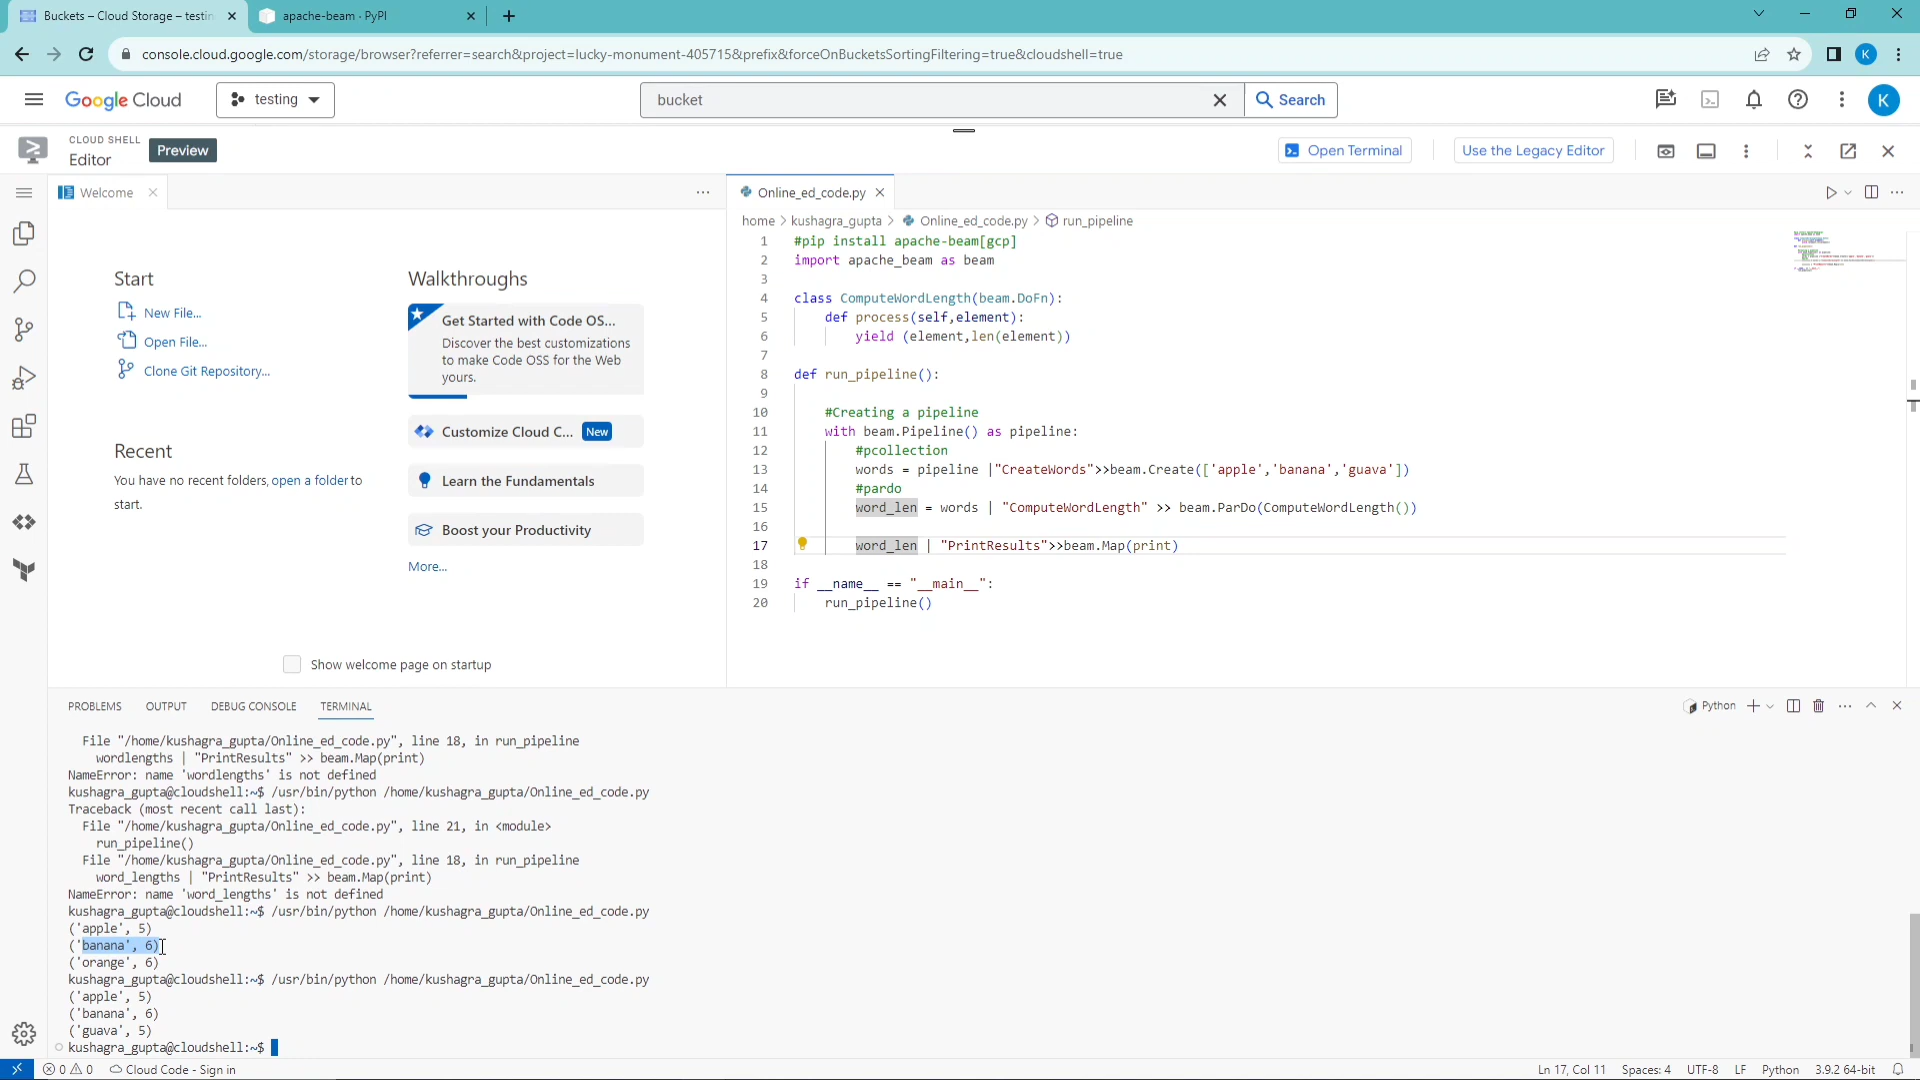 Buckets – Cloud Storage – testin
apache-beam · PyPI
console.cloud.google.com/storage/browser?referrer=search&project=lucky-monument-405715&prefix&forceOnBucketsSortingFiltering=true&cloudshell=true
K
Google Cloud
testing
bucket
Search
K
CLOUD SHELL
Editor
Preview
Open Terminal
Use the Legacy Editor
Welcome
Start
New File...
Open File...
Clone Git Repository...
Recent
You have no recent folders, open a folder to
start.
Walkthroughs
Get Started with Code OS...
Discover the best customizations
to make Code OSS for the Web
yours.
Customize Cloud C... New
Learn the Fundamentals
Boost your Productivity
More...
Show welcome page on startup
Online_ed_code.py
home > kushagra_gupta > Online_ed_code.py > run_pipeline
1 #pip install apache-beam[gcp]
2 import apache_beam as beam
3
4 class ComputeWordLength(beam.DoFn):
5 def process(self,element):
6 yield (element,len(element))
7
8 def run_pipeline():
9
10 #Creating a pipeline
11 with beam.Pipeline() as pipeline:
12 #pcollection
13 words = pipeline |"CreateWords">>beam.Create(['apple','banana','guava'])
14 #pardo
15 word_len = words | "ComputeWordLength" >> beam.ParDo(ComputeWordLength())
16
17 word_len | "PrintResults">>beam.Map(print)
18
19 if __name__ == "__main__":
20 run_pipeline()
PROBLEMS OUTPUT DEBUG CONSOLE TERMINAL
Python
File "/home/kushagra_gupta/Online_ed_code.py", line 18, in run_pipeline
wordlengths | "PrintResults" >> beam.Map(print)
NameError: name 'wordlengths' is not defined
kushagra_gupta@cloudshell:~$ /usr/bin/python /home/kushagra_gupta/Online_ed_code.py
Traceback (most recent call last):
File "/home/kushagra_gupta/Online_ed_code.py", line 21, in <module>
run_pipeline()
File "/home/kushagra_gupta/Online_ed_code.py", line 18, in run_pipeline
word_lengths | "PrintResults" >> beam.Map(print)
NameError: name 'word_lengths' is not defined
kushagra_gupta@cloudshell:~$ /usr/bin/python /home/kushagra_gupta/Online_ed_code.py
('apple', 5)
('banana', 6)
('orange', 6)
kushagra_gupta@cloudshell:~$ /usr/bin/python /home/kushagra_gupta/Online_ed_code.py
('apple', 5)
('banana', 6)
('guava', 5)
kushagra_gupta@cloudshell:~$
0 0 Cloud Code - Sign in
Ln 17, Col 11 Spaces: 4 UTF-8 LF Python 3.9.2 64-bit